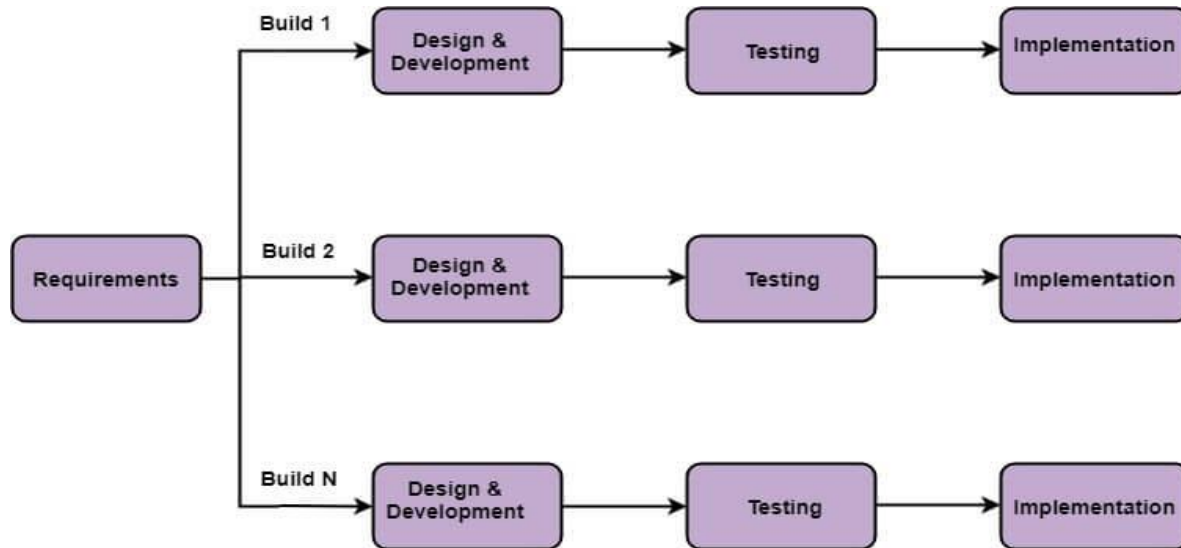 Build 1
Design &
Development
Testing
Implementation
Requirements
Build 2
Design &
Development
Testing
Implementation
Build N
Design &
Development
Testing
Implementation